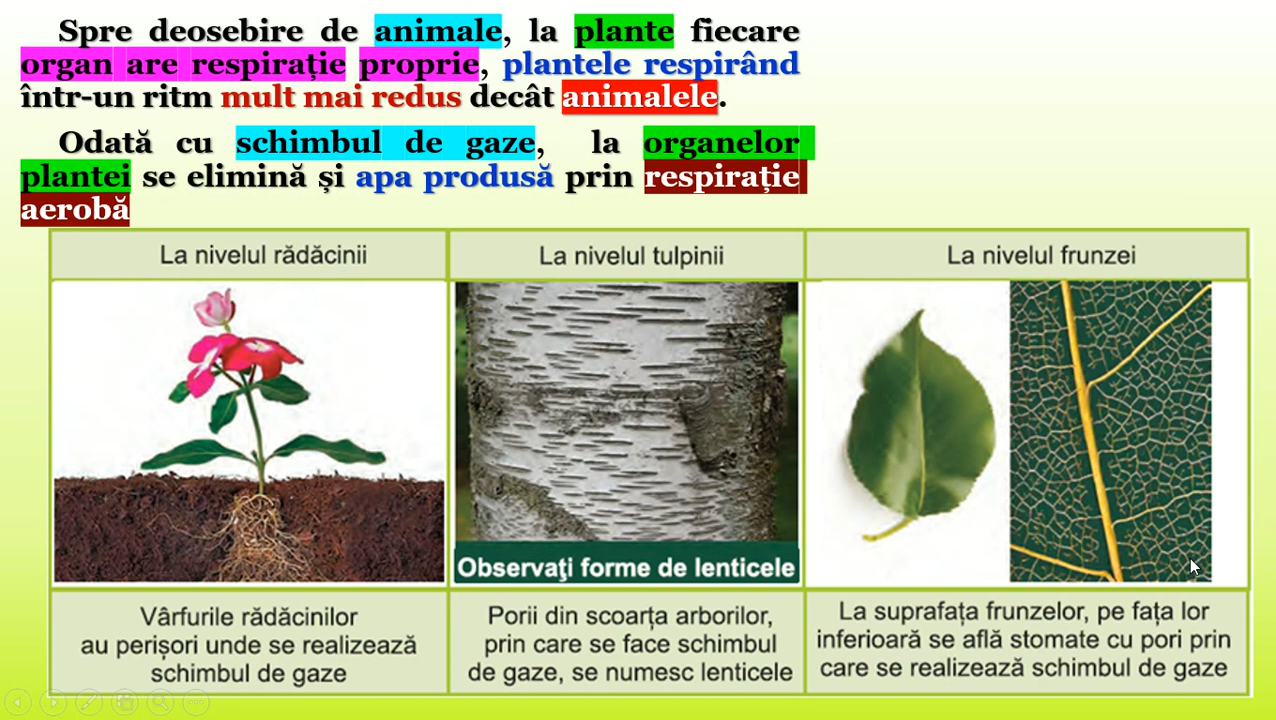 Spre deosebire de animale, la plante fiecare
organ are respirație proprie, plantele respirând
într-un ritm mult mai redus decât animalele.
Odată cu schimbul de gaze, la organelor
plantei se elimină și apa produsă prin respirație
aerobă
La nivelul rădăcinii
La nivelul tulpinii
La nivelul frunzei
Observați forme de lenticele
Vârfurile rădăcinilor
au perișori unde se realizează
schimbul de gaze
Porii din scoarța arborilor,
prin care se face schimbul
de gaze, se numesc lenticele
La suprafața frunzelor, pe fața lor
inferioară se află stomate cu pori prin
care se realizează schimbul de gaze